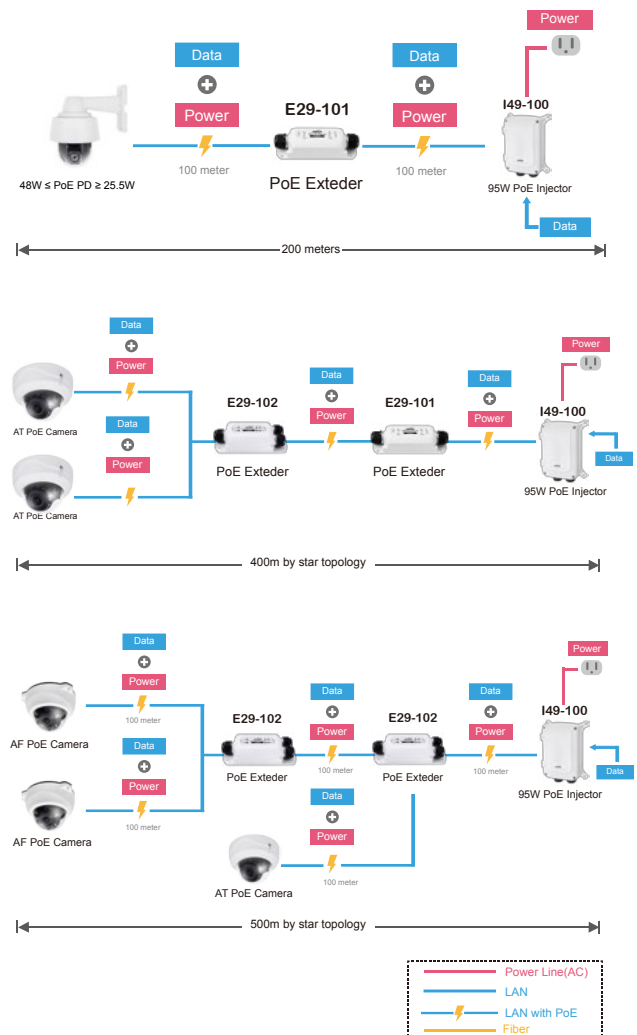 Power
Data
Data
Power
Power
E29-101
I49-100
100 meter
100 meter
PoE Exteder
48W ≤ PoE PD ≥ 25.5W
95W PoE Injector
Data
200 meters
Data
Power
Power
Data
Data
AT PoE Camera
E29-102
Power
E29-101
Power
I49-100
Data
Data
Power
PoE Exteder
PoE Exteder
95W PoE Injector
AT PoE Camera
400m by star topology
Data
Power
Power
Data
Data
I49-100
100 meter
E29-102
Power
E29-102
Power
AF PoE Camera
Data
Data
Power
PoE Exteder
100 meter
PoE Exteder
100 meter
95W PoE Injector
100 meter
Data
AF PoE Camera
Power
AT PoE Camera
100 meter
500m by star topology
Power Line(AC)
LAN
LAN with PoE
Fiber